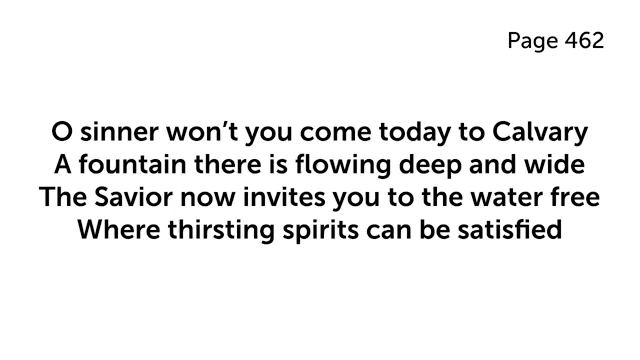 Page 462
O sinner won’t you come today to Calvary
A fountain there is flowing deep and wide
The Savior now invites you to the water free
Where thirsting spirits can be satisfied